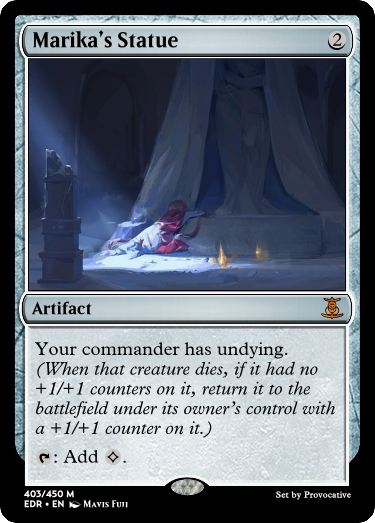 Marika's Statue 2
Artifact
Your commander has undying.
(When that creature dies, if it had no
+1/+1 counters on it, return it to the
battlefield under its owner's control with
a +1/+1 counter on it.)
: Add .
403/450 M
EDR • EN Mavis Fuji
Set by Provocative